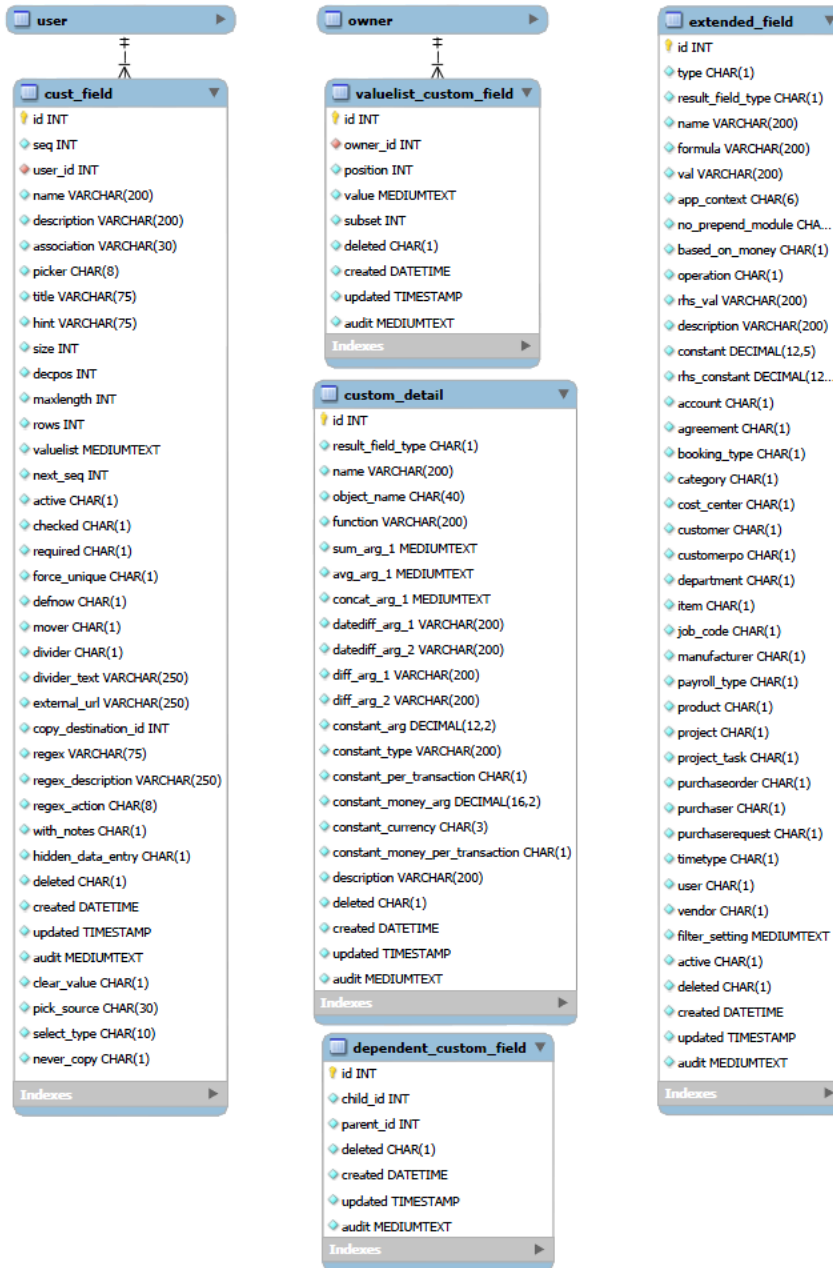 user
cust_field
id INT
seq INT
user_id INT
name VARCHAR(200)
description VARCHAR(200)
association VARCHAR(30)
picker CHAR(8)
title VARCHAR(75)
hint VARCHAR(75)
size INT
decpos INT
maxlength INT
rows INT
valuelist MEDIUMTEXT
next_seq INT
active CHAR(1)
checked CHAR(1)
required CHAR(1)
force_unique CHAR(1)
defnow CHAR(1)
mover CHAR(1)
divider CHAR(1)
divider_text VARCHAR(250)
external_url VARCHAR(250)
copy_destination_id INT
regex VARCHAR(75)
regex_description VARCHAR(250)
regex_action CHAR(8)
with_notes CHAR(1)
hidden_data_entry CHAR(1)
deleted CHAR(1)
created DATETIME
updated TIMESTAMP
audit MEDIUMTEXT
clear_value CHAR(1)
pick_source CHAR(30)
select_type CHAR(10)
never_copy CHAR(1)
Indexes
owner
valuelist_custom_field
id INT
owner_id INT
position INT
value MEDIUMTEXT
subset INT
deleted CHAR(1)
created DATETIME
updated TIMESTAMP
audit MEDIUMTEXT
Indexes
custom_detail
id INT
result_field_type CHAR(1)
name VARCHAR(200)
object_name CHAR(40)
function VARCHAR(200)
sum_arg_1 MEDIUMTEXT
avg_arg_1 MEDIUMTEXT
concat_arg_1 MEDIUMTEXT
datediff_arg_1 VARCHAR(200)
datediff_arg_2 VARCHAR(200)
diff_arg_1 VARCHAR(200)
diff_arg_2 VARCHAR(200)
constant_arg DECIMAL(12,2)
constant_type VARCHAR(200)
constant_per_transaction CHAR(1)
constant_money_arg DECIMAL(16,2)
constant_currency CHAR(3)
constant_money_per_transaction CHAR(1)
description VARCHAR(200)
deleted CHAR(1)
created DATETIME
updated TIMESTAMP
audit MEDIUMTEXT
Indexes
dependent_custom_field
id INT
child_id INT
parent_id INT
deleted CHAR(1)
created DATETIME
updated TIMESTAMP
audit MEDIUMTEXT
Indexes
extended_field
id INT
type CHAR(1)
result_field_type CHAR(1)
name VARCHAR(200)
formula VARCHAR(200)
val VARCHAR(200)
app_context CHAR(6)
no_prepend_module CHA...
based_on_money CHAR(1)
operation CHAR(1)
rhs_val VARCHAR(200)
description VARCHAR(200)
constant DECIMAL(12,5)
rhs_constant DECIMAL(12...
account CHAR(1)
agreement CHAR(1)
booking_type CHAR(1)
category CHAR(1)
cost_center CHAR(1)
customer CHAR(1)
customerpo CHAR(1)
department CHAR(1)
item CHAR(1)
job_code CHAR(1)
manufacturer CHAR(1)
payroll_type CHAR(1)
product CHAR(1)
project CHAR(1)
project_task CHAR(1)
purchaseorder CHAR(1)
purchaser CHAR(1)
purchaserequest CHAR(1)
timetype CHAR(1)
user CHAR(1)
vendor CHAR(1)
filter_setting MEDIUMTEXT
active CHAR(1)
deleted CHAR(1)
created DATETIME
updated TIMESTAMP
audit MEDIUMTEXT
Indexes